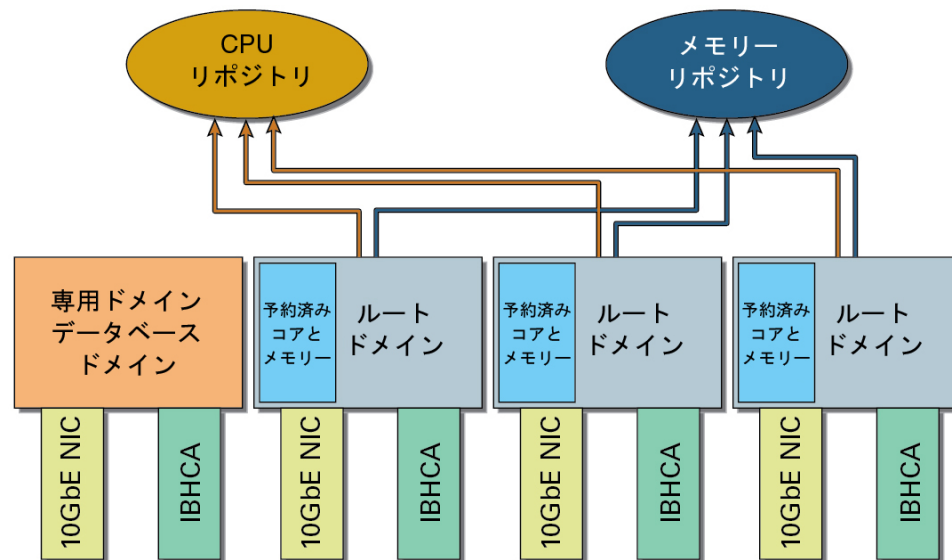 CPU
リポジトリ
メモリー
リポジトリ
専用ドメイン
データベース
ドメイン
予約済み
コアと
メモリー
ルート
ドメイン
予約済み
コアと
メモリー
ルート
ドメイン
予約済み
コアと
メモリー
ルート
ドメイン
10GbE NIC
IBHCA
10GbE NIC
IBHCA
10GbE NIC
IBHCA
10GbE NIC
IBHCA